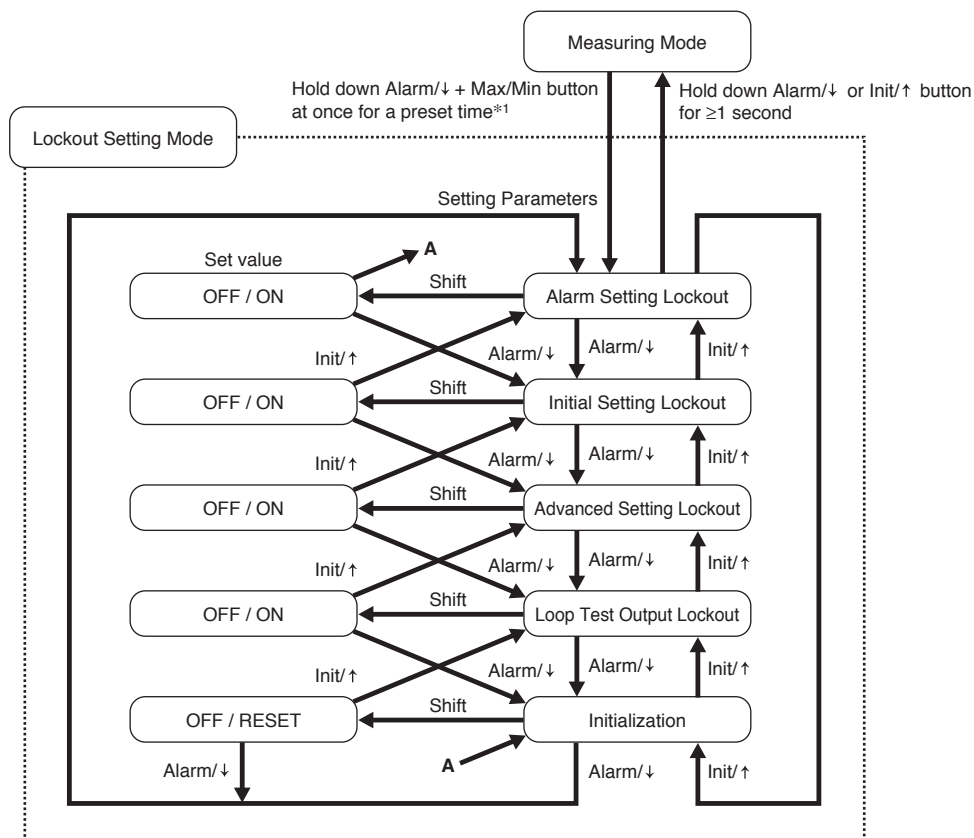 Measuring Mode
Hold down Alarm/↓ + Max/Min button
at once for a preset time*1
Hold down Alarm/↓ or Init/↑ button
for ≥1 second
Lockout Setting Mode
Setting Parameters
A
Set value
OFF / ON
Shift
Alarm Setting Lockout
Init/↑
Alarm/↓
Alarm/↓
Init/↑
OFF / ON
Shift
Initial Setting Lockout
Init/↑
Alarm/↓
Alarm/↓
Init/↑
OFF / ON
Shift
Advanced Setting Lockout
Init/↑
Alarm/↓
Alarm/↓
Init/↑
OFF / ON
Shift
Loop Test Output Lockout
Init/↑
Alarm/↓
Alarm/↓
Init/↑
OFF / RESET
Shift
Initialization
Alarm/↓
A
Alarm/↓
Init/↑